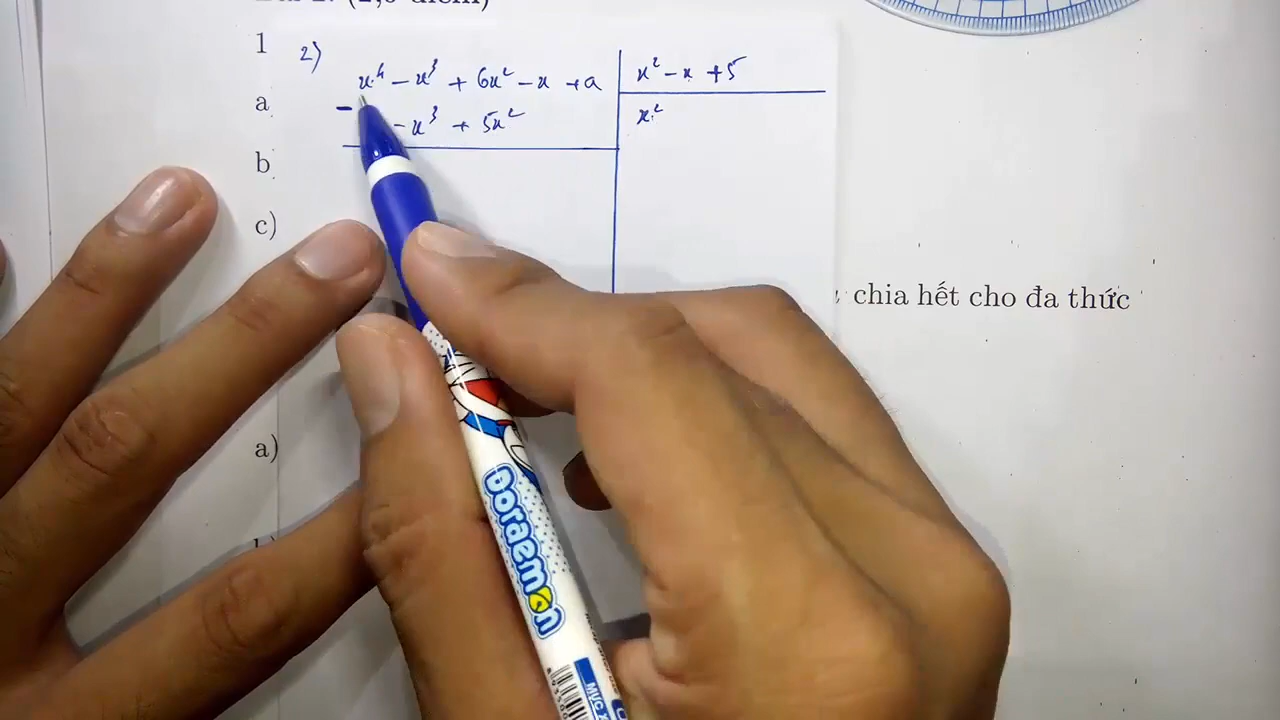 1
2)
x⁴ - x³ + 6x² - x + a
x² - x + 5
a
- x³ + 5x²
x²
b
c)
chia hết cho đa thức
a)
Doraemon